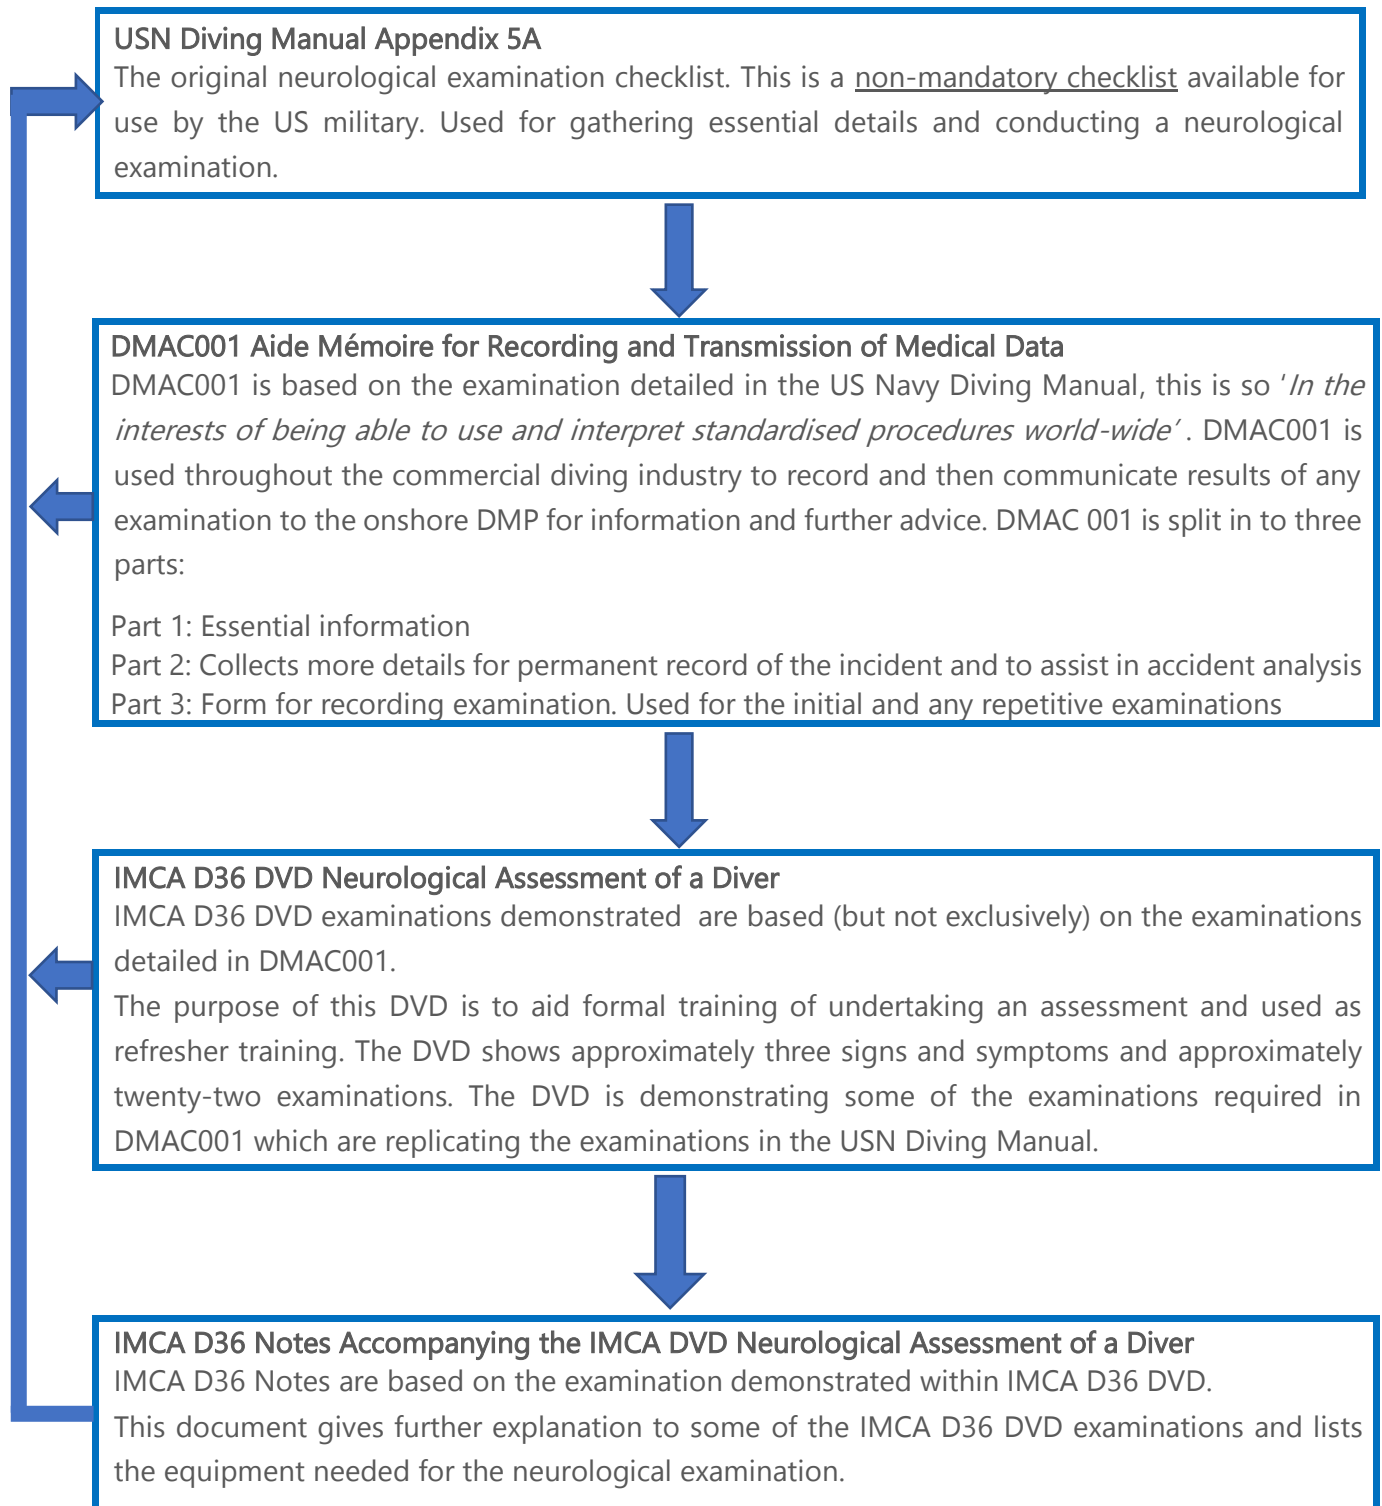 USN Diving Manual Appendix 5A
The original neurological examination checklist. This is a non-mandatory checklist available for
use by the US military. Used for gathering essential details and conducting a neurological
examination.
DMAC001 Aide Mémoire for Recording and Transmission of Medical Data
DMAC001 is based on the examination detailed in the US Navy Diving Manual, this is so ‘In the
interests of being able to use and interpret standardised procedures world-wide’ . DMAC001 is
used throughout the commercial diving industry to record and then communicate results of any
examination to the onshore DMP for information and further advice. DMAC 001 is split in to three
parts:
Part 1: Essential information
Part 2: Collects more details for permanent record of the incident and to assist in accident analysis
Part 3: Form for recording examination. Used for the initial and any repetitive examinations
IMCA D36 DVD Neurological Assessment of a Diver
IMCA D36 DVD examinations demonstrated  are based (but not exclusively) on the examinations
detailed in DMAC001.
The purpose of this DVD is to aid formal training of undertaking an assessment and used as
refresher training. The DVD shows approximately three signs and symptoms and approximately
twenty-two examinations. The DVD is demonstrating some of the examinations required in
DMAC001 which are replicating the examinations in the USN Diving Manual.
IMCA D36 Notes Accompanying the IMCA DVD Neurological Assessment of a Diver
IMCA D36 Notes are based on the examination demonstrated within IMCA D36 DVD.
This document gives further explanation to some of the IMCA D36 DVD examinations and lists
the equipment needed for the neurological examination.